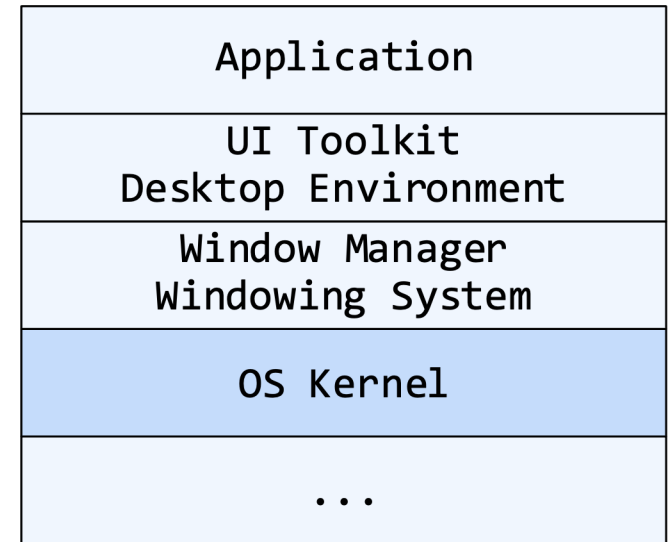 Application
UI Toolkit
Desktop Environment
Window Manager
Windowing System
OS Kernel
...